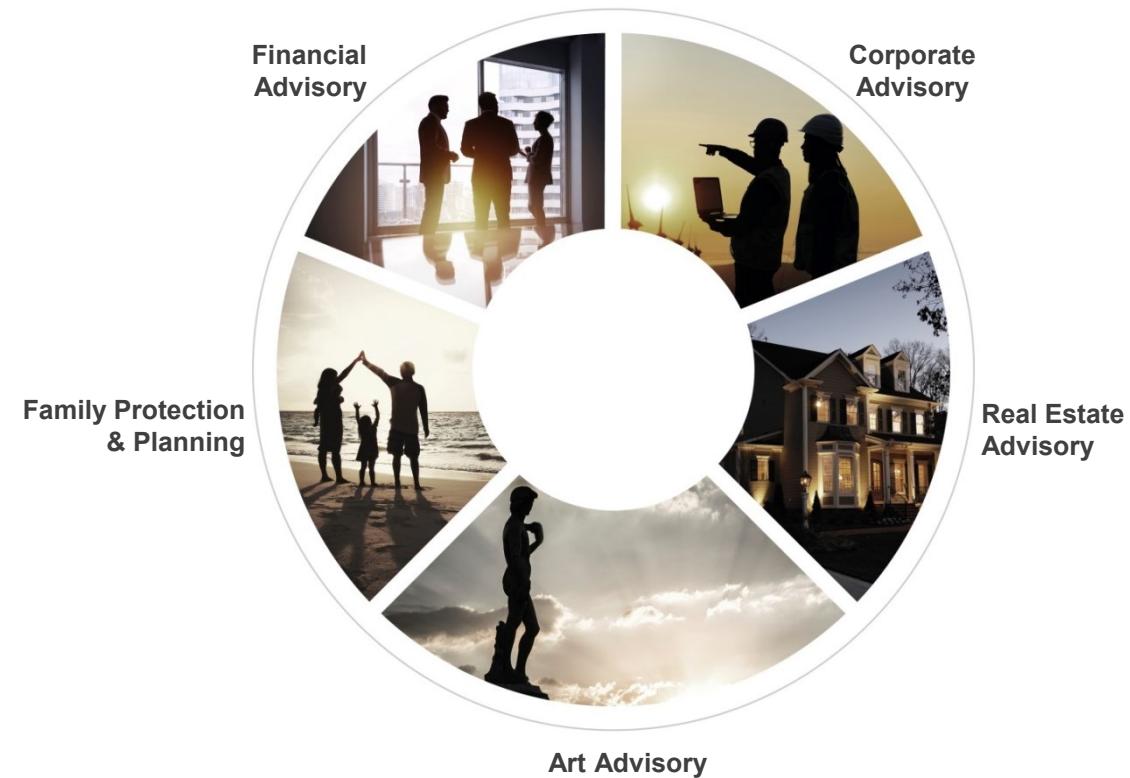 Financial
Advisory
Corporate
Advisory
Family Protection
& Planning
Real Estate
Advisory
Art Advisory